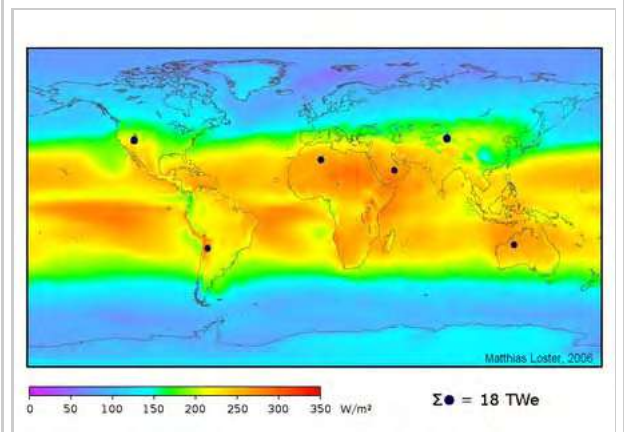 Matthias Loster, 2006
0 50 100 150 200 250 300 350 W/m²
Σ● = 18 TWe